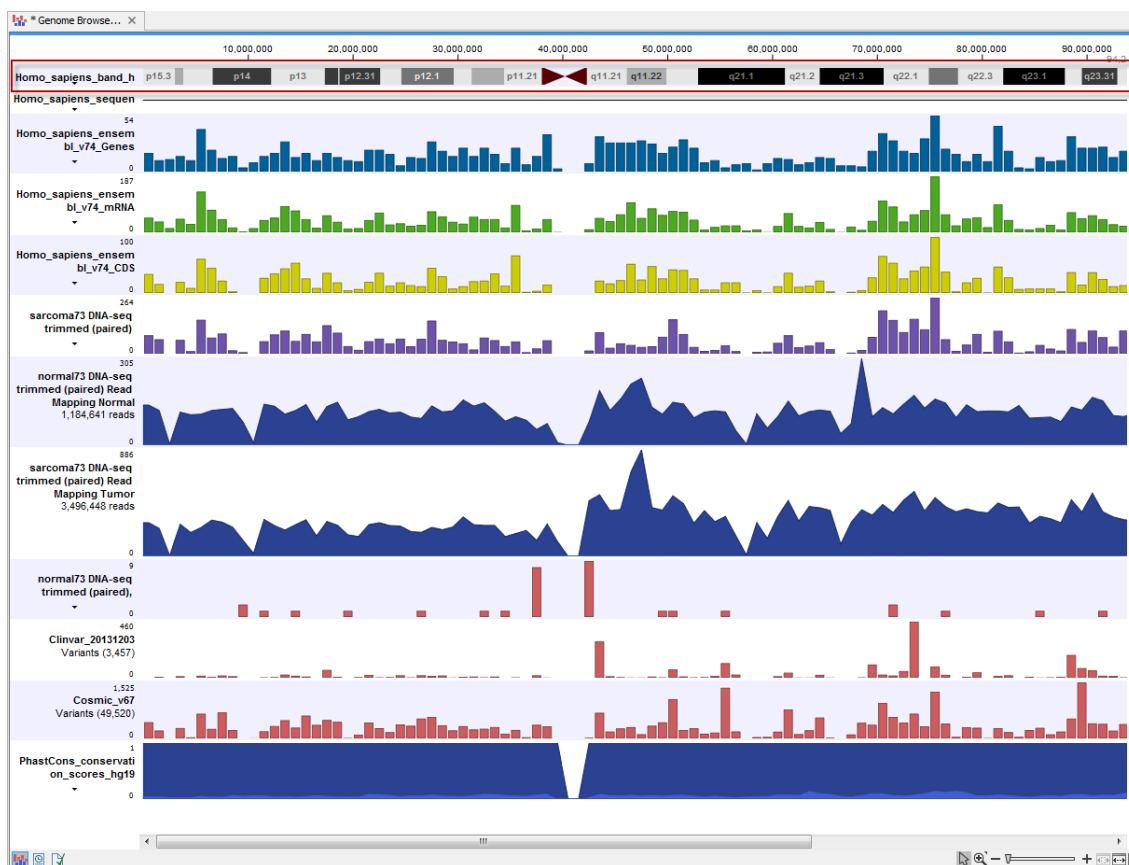 * Genome Browse...
10,000,000 20,000,000 30,000,000 40,000,000 50,000,000 60,000,000 70,000,000 80,000,000 90,000,000
Homo_sapiens_band_h p15.3 p14 p13 p12.31 p12.1 p11.21 q11.21 q11.22 q21.1 q21.2 q21.3 q22.1 q22.3 q23.1 q23.31
Homo_sapiens_sequen
54
Homo_sapiens_ensem
bl_v74_Genes
0
187
Homo_sapiens_ensem
bl_v74_mRNA
0
100
Homo_sapiens_ensem
bl_v74_CDS
0
264
sarcoma73 DNA-seq
trimmed (paired)
0
305
normal73 DNA-seq
trimmed (paired) Read
Mapping Normal
1,184,641 reads
0
886
sarcoma73 DNA-seq
trimmed (paired) Read
Mapping Tumor
3,496,448 reads
0
9
normal73 DNA-seq
trimmed (paired),
0
460
Clinvar_20131203
Variants (3,457)
0
1,525
Cosmic_v67
Variants (49,520)
0
1
PhastCons_conservati
on_scores_hg19
0